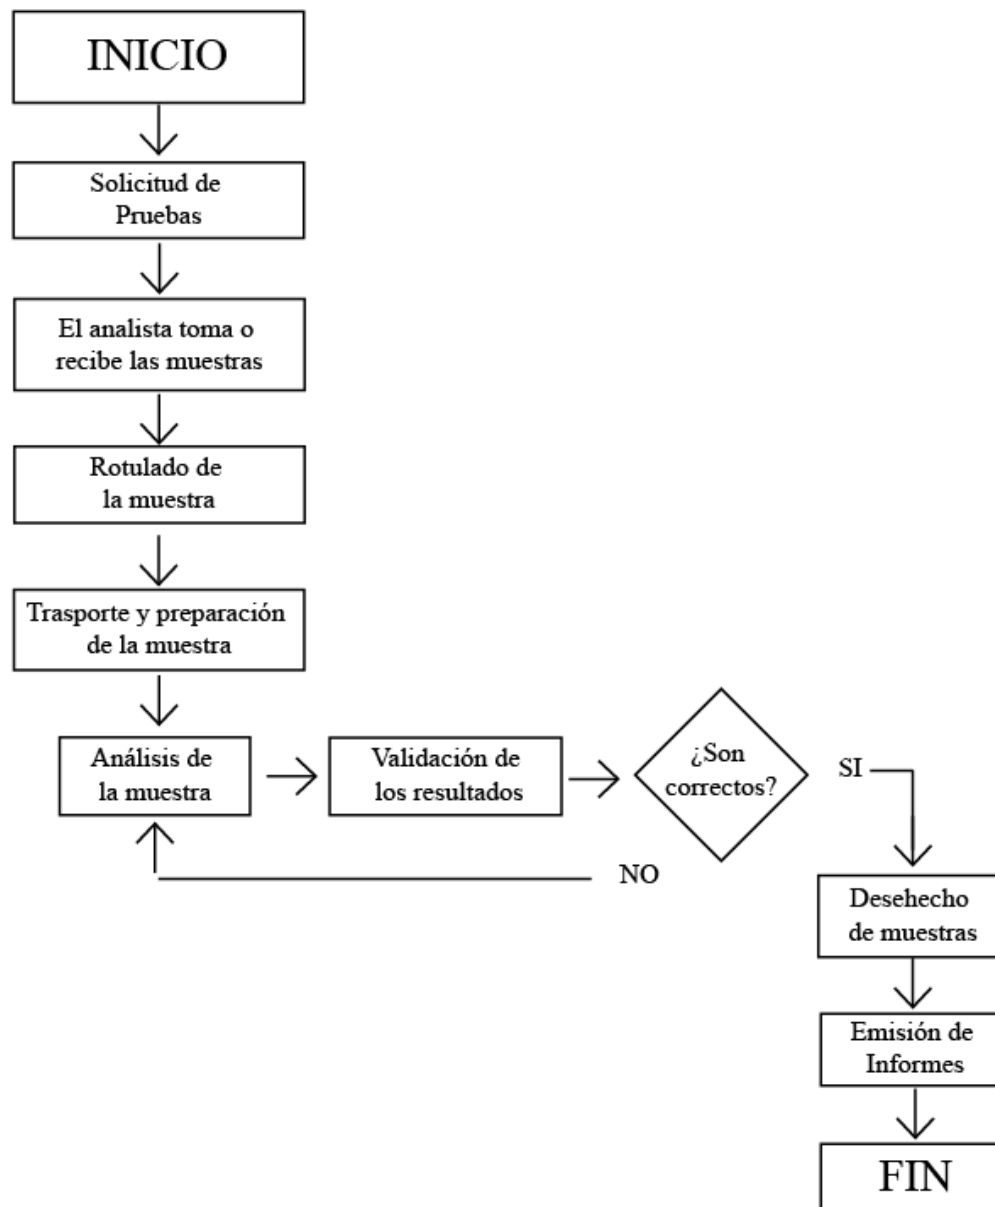 INICIO
Solicitud de
Pruebas
El analista toma o
recibe las muestras
Rotulado de
la muestra
Trasporte y preparación
de la muestra
Análisis de
la muestra
Validación de
los resultados
¿Son
correctos?
SI
NO
Desehecho
de muestras
Emisión de
Informes
FIN